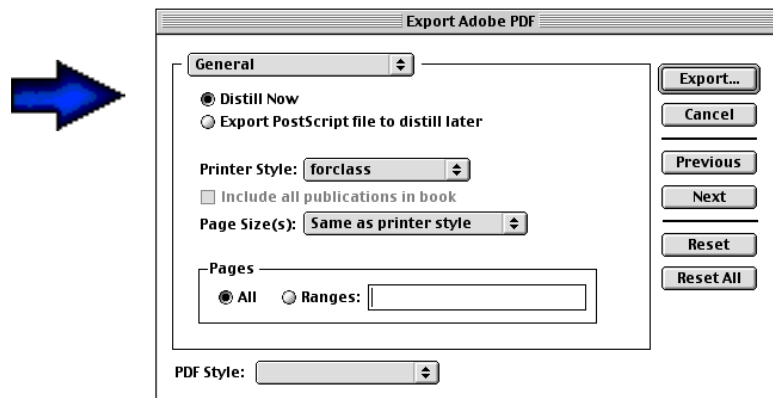 Export Adobe PDF
General
Distill Now
Export PostScript file to distill later
Printer Style: forclass
Include all publications in book
Page Size(s): Same as printer style
Pages
All Ranges:
PDF Style:
Export...
Cancel
Previous
Next
Reset
Reset All